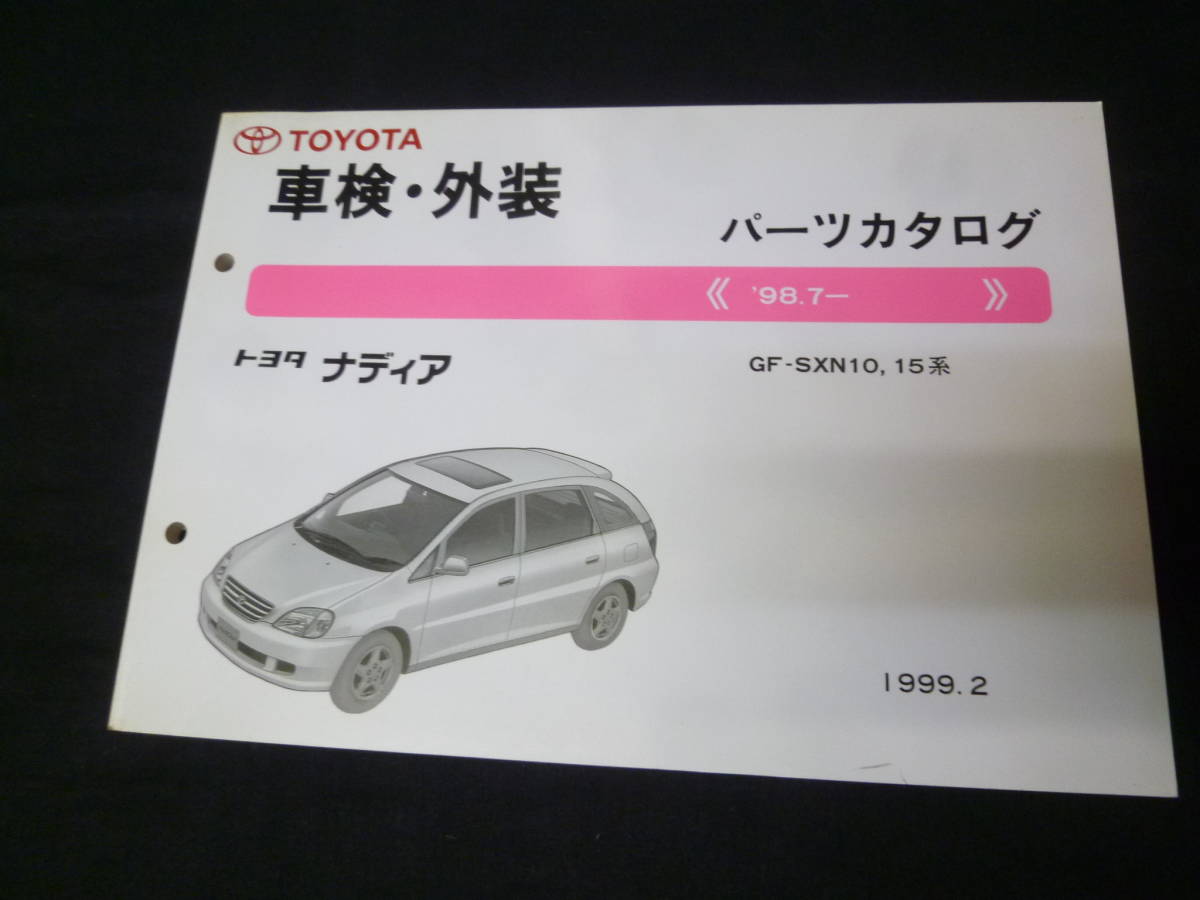 TOYOTA
車検・外装
パーツカタログ
《 '98.7ー 》
トヨタ ナディア
GF-SXN10, 15系
1999.2